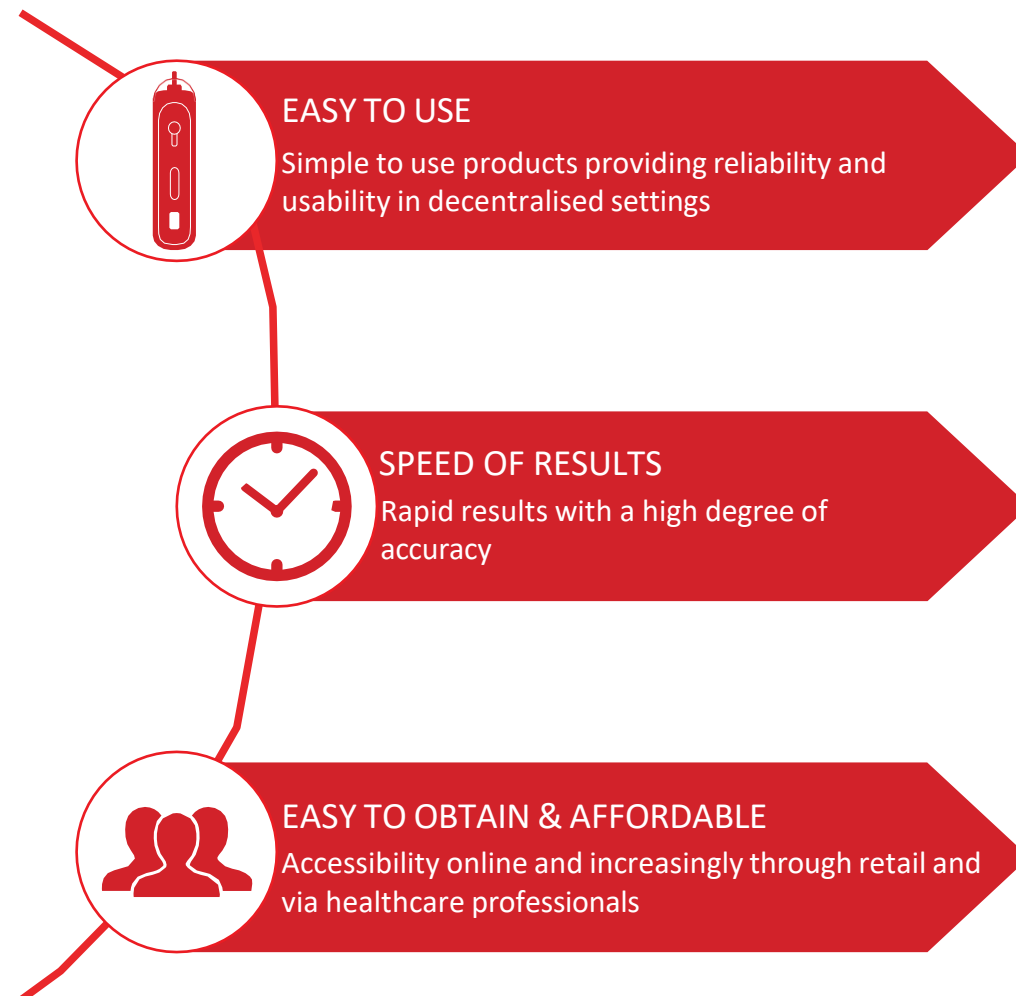 EASY TO USE
Simple to use products providing reliability and
usability in decentralised settings
SPEED OF RESULTS
Rapid results with a high degree of
accuracy
EASY TO OBTAIN & AFFORDABLE
Accessibility online and increasingly through retail and
via healthcare professionals